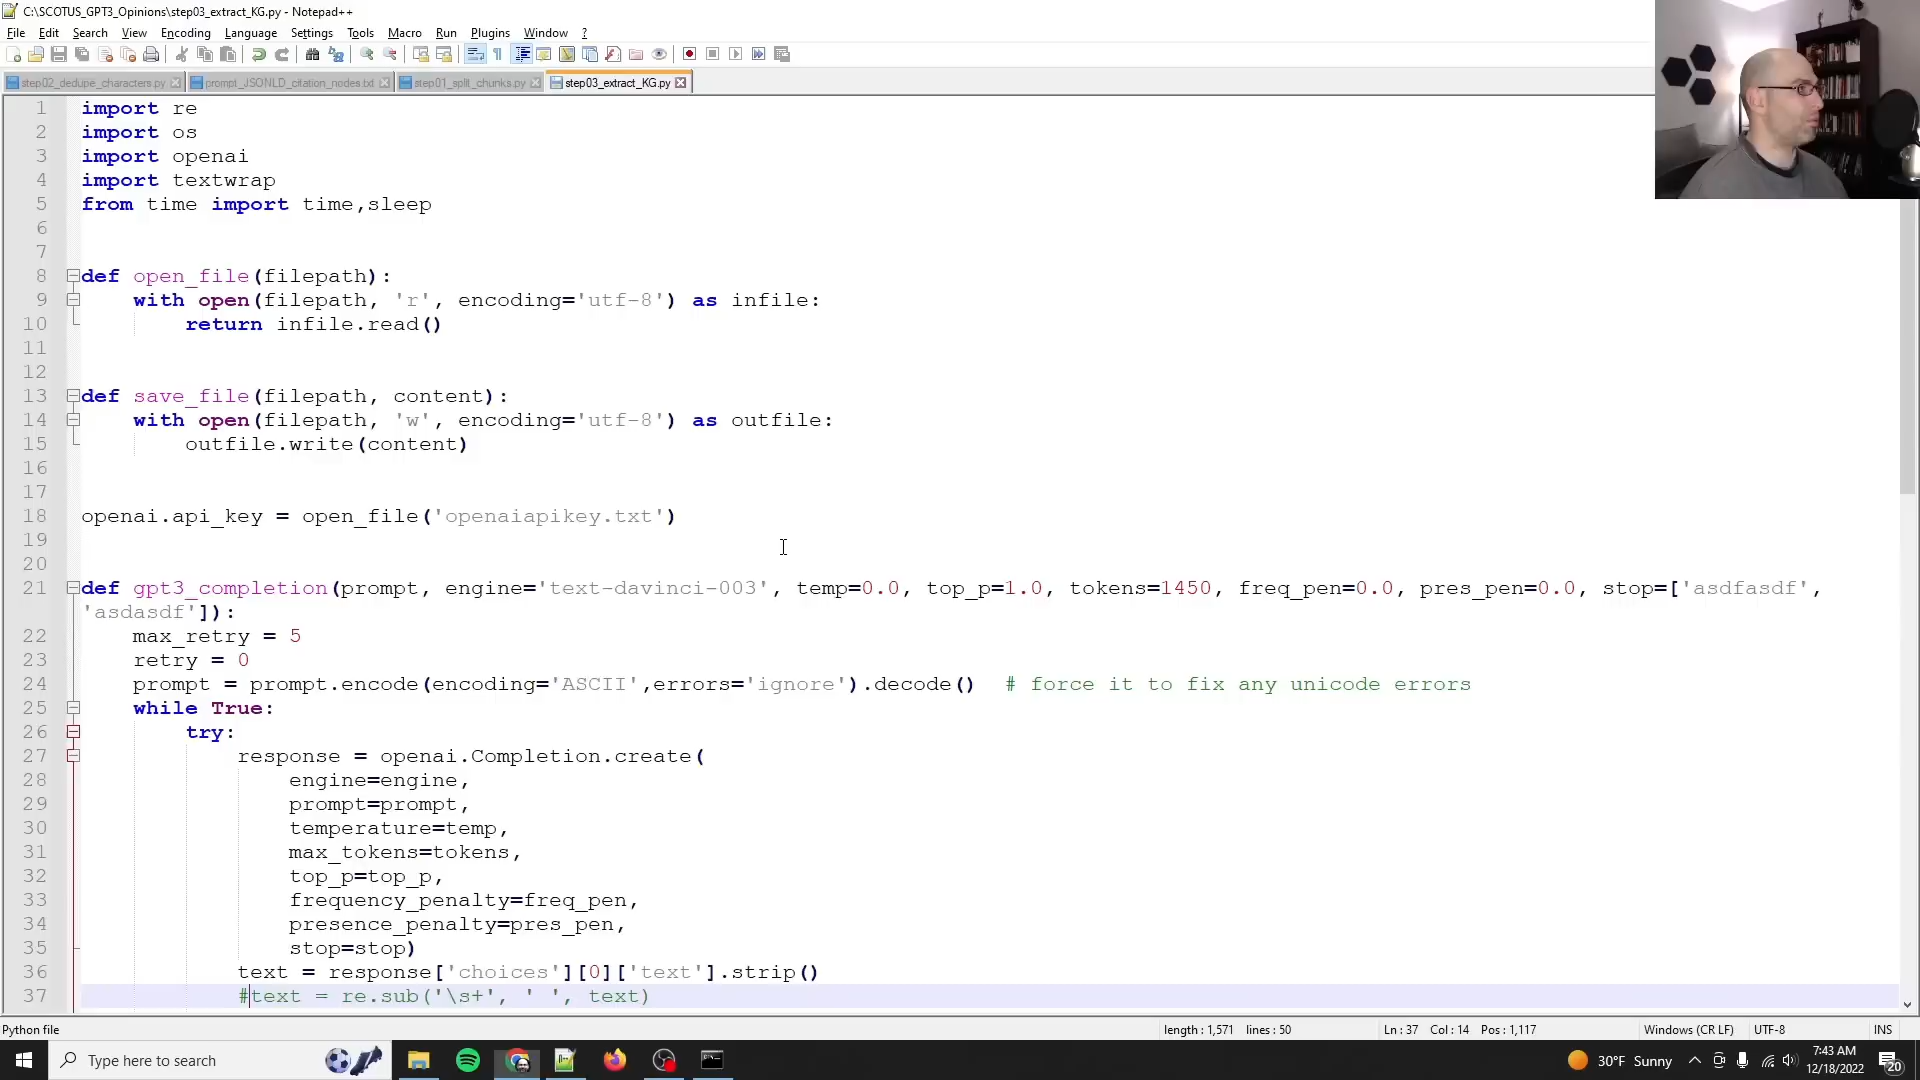 C:\SCOTUS_GPT3_Opinions\step03_extract_KG.py - Notepad++
File Edit Search View Encoding Language Settings Tools Macro Run Plugins Window ?
step02_dedupe_characters.py prompt_JSONLD_citation_nodes.txt step01_split_chunks.py step03_extract_KG.py
1 import re
2 import os
3 import openai
4 import textwrap
5 from time import time,sleep
6
7
8 def open_file(filepath):
9 with open(filepath, 'r', encoding='utf-8') as infile:
10 return infile.read()
11
12
13 def save_file(filepath, content):
14 with open(filepath, 'w', encoding='utf-8') as outfile:
15 outfile.write(content)
16
17
18 openai.api_key = open_file('openaiapikey.txt')
19
20
21 def gpt3_completion(prompt, engine='text-davinci-003', temp=0.0, top_p=1.0, tokens=1450, freq_pen=0.0, pres_pen=0.0, stop=['asdfasdf',
'asdasdf']):
22 max_retry = 5
23 retry = 0
24 prompt = prompt.encode(encoding='ASCII',errors='ignore').decode() # force it to fix any unicode errors
25 while True:
26 try:
27 response = openai.Completion.create(
28 engine=engine,
29 prompt=prompt,
30 temperature=temp,
31 max_tokens=tokens,
32 top_p=top_p,
33 frequency_penalty=freq_pen,
34 presence_penalty=pres_pen,
35 stop=stop)
36 text = response['choices'][0]['text'].strip()
37 #text = re.sub('\s+', ' ', text)
Python file length : 1,571 lines : 50 Ln : 37 Col : 14 Pos : 1,117 Windows (CR LF) UTF-8 INS
Type here to search 30°F Sunny 7:43 AM
12/18/2022 20